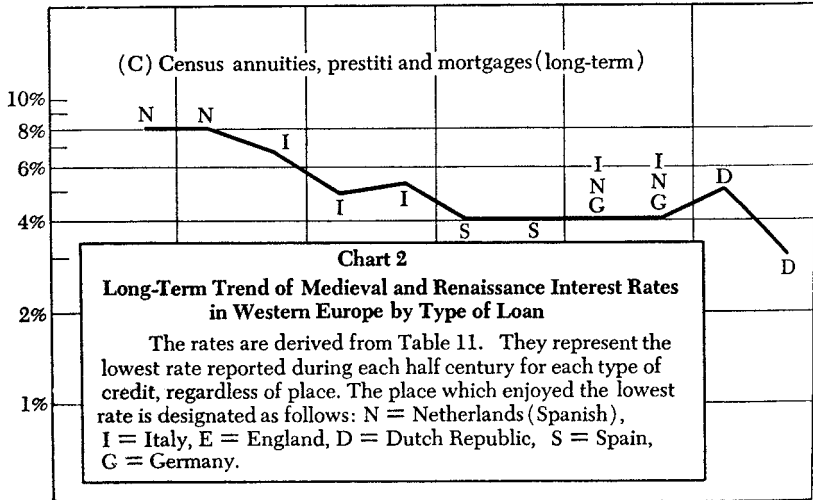 (C) Census annuities, prestiti and mortgages (long-term)
10%
N N
8%
I
I I
6%
D
N N
I I
G G
4%
S S
D
Chart 2
Long-Term Trend of Medieval and Renaissance Interest Rates
in Western Europe by Type of Loan
2%
The rates are derived from Table 11. They represent the
lowest rate reported during each half century for each type of
credit, regardless of place. The place which enjoyed the lowest
1%
rate is designated as follows: N = Netherlands (Spanish),
I = Italy, E = England, D = Dutch Republic, S = Spain,
G = Germany.